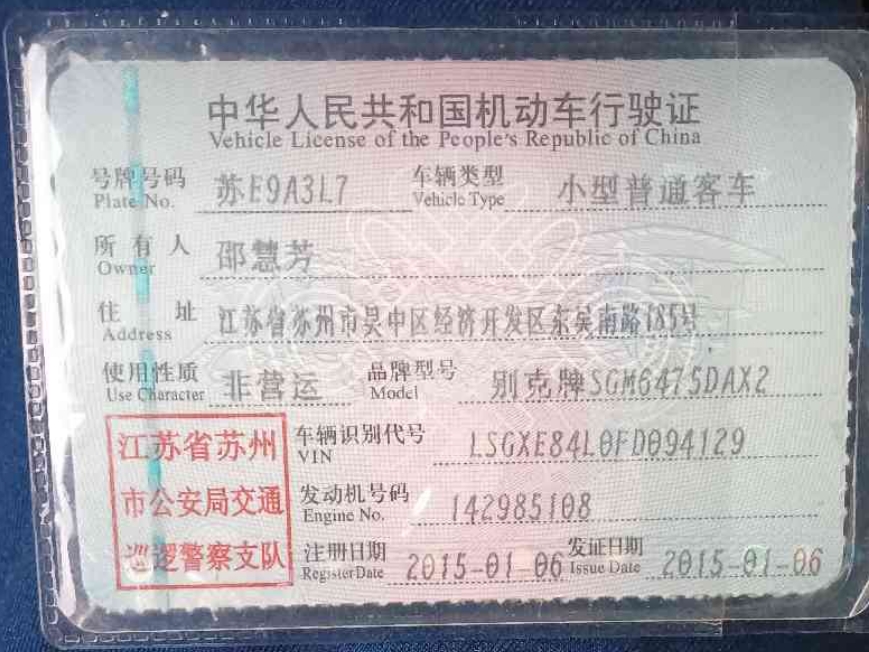 中华人民共和国机动车行驶证
Vehicle License of the People's Republic of China
号牌号码 苏E9A3L7 车辆类型 小型普通客车
Plate No. Vehicle Type
所有人 邵慧芳
Owner
住址 江苏省苏州市吴中区经济开发区东吴南路185号
Address
使用性质 非营运 品牌型号 别克牌SGM6475DAX2
Use Character Model
江苏省苏州 车辆识别代号 LSGXE84L0FD094129
VIN
市公安局交通 发动机号码 142985108
Engine No.
巡逻警察支队 注册日期 2015-01-06 发证日期 2015-01-06
Register Date Issue Date